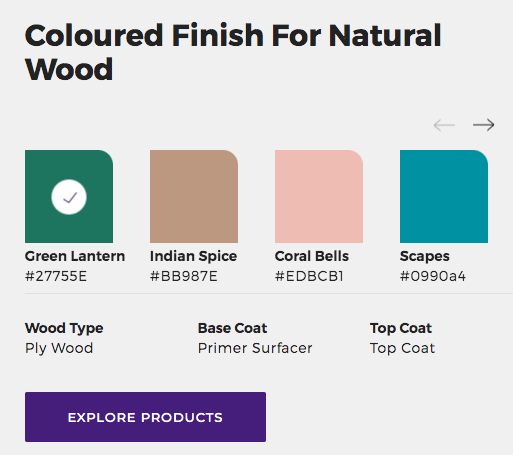 Coloured Finish For Natural
Wood
Green Lantern
#27755E
Indian Spice
#BB987E
Coral Bells
#EDBCB1
Scapes
#0990a4
Wood Type
Ply Wood
Base Coat
Primer Surfacer
Top Coat
Top Coat
EXPLORE PRODUCTS